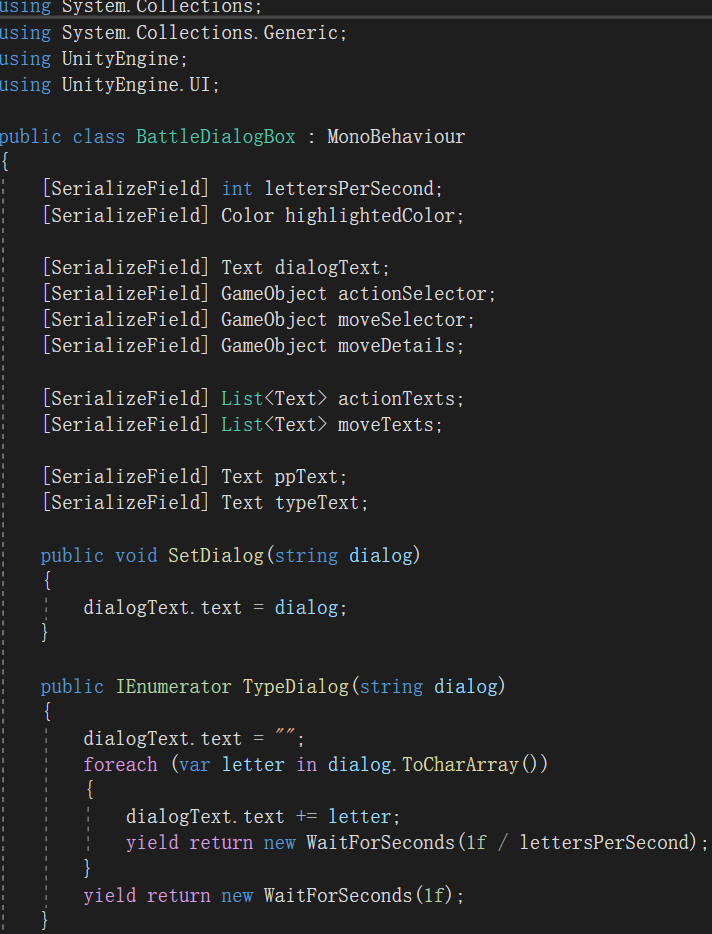 using System.Collections;
using System.Collections.Generic;
using UnityEngine;
using UnityEngine.UI;
public class BattleDialogBox : MonoBehaviour
{
[SerializeField] int lettersPerSecond;
[SerializeField] Color highlightedColor;
[SerializeField] Text dialogText;
[SerializeField] GameObject actionSelector;
[SerializeField] GameObject moveSelector;
[SerializeField] GameObject moveDetails;
[SerializeField] List<Text> actionTexts;
[SerializeField] List<Text> moveTexts;
[SerializeField] Text ppText;
[SerializeField] Text typeText;
public void SetDialog(string dialog)
{
dialogText.text = dialog;
}
public IEnumerator TypeDialog(string dialog)
{
dialogText.text = "";
foreach (var letter in dialog.ToCharArray())
{
dialogText.text += letter;
yield return new WaitForSeconds(1f / lettersPerSecond);
}
yield return new WaitForSeconds(1f);
}